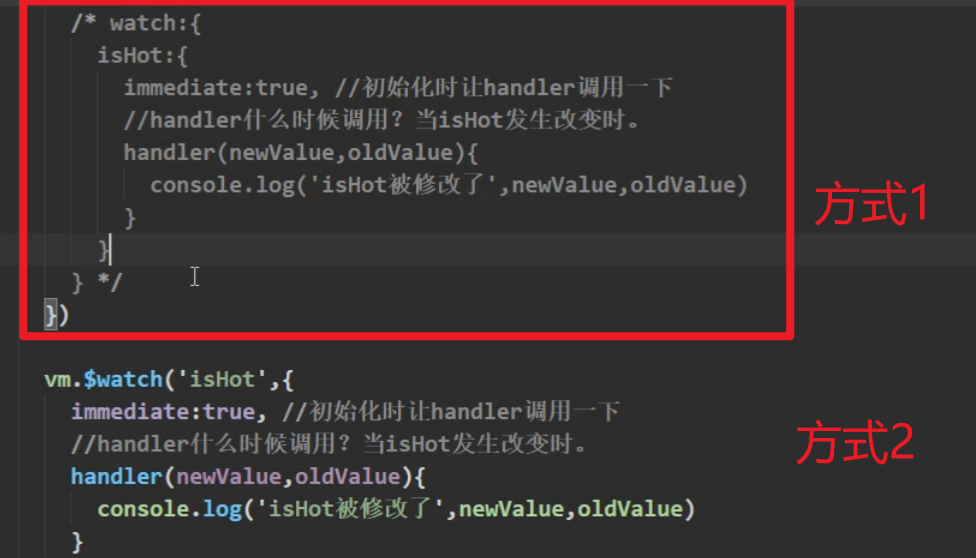 /* watch:{
isHot:{
immediate:true, //初始化时让handler调用一下
//handler什么时候调用？当isHot发生改变时。
handler(newValue,oldValue){
console.log('isHot被修改了',newValue,oldValue)
}
}
} */
})
方式1
vm.$watch('isHot',{
immediate:true, //初始化时让handler调用一下
//handler什么时候调用？当isHot发生改变时。
handler(newValue,oldValue){
console.log('isHot被修改了',newValue,oldValue)
}
方式2